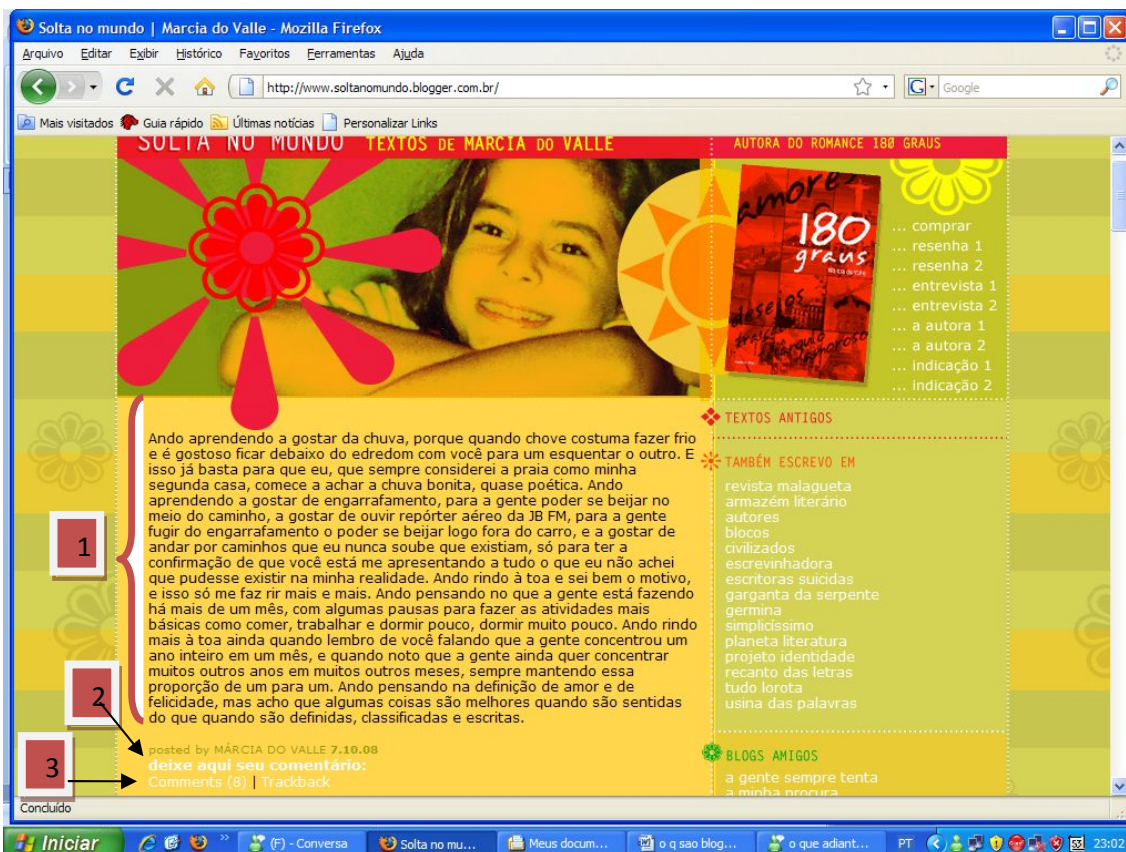 Solta no mundo | Marcia do Valle - Mozilla Firefox
Arquivo Editar Exibir Histórico Favoritos Ferramentas Ajuda
http://www.soltanomundo.blogger.com.br/
G Google
Mais visitados Guia rápido Últimas notícias Personalizar Links
SOLTA NO MUNDO TEXTOS DE MARCIA DO VALLE
AUTORA DO ROMANCE 180 GRAUS
amores
180
graus
desejos
amoroso
... comprar
... resenha 1
... resenha 2
... entrevista 1
... entrevista 2
... a autora 1
... a autora 2
... indicação 1
... indicação 2
1
Ando aprendendo a gostar da chuva, porque quando chove costuma fazer frio
e é gostoso ficar debaixo do edredom com você para um esquentar o outro. E
isso já basta para que eu, que sempre considerei a praia como minha
segunda casa, comece a achar a chuva bonita, quase poética. Ando
aprendendo a gostar de engarrafamento, para a gente poder se beijar no
meio do caminho, a gostar de ouvir repórter aéreo da JB FM, para a gente
fugir do engarrafamento o poder se beijar logo fora do carro, e a gostar de
andar por caminhos que eu nunca soube que existiam, só para ter a
confirmação de que você está me apresentando a tudo o que eu não achei
que pudesse existir na minha realidade. Ando rindo à toa e sei bem o motivo,
e isso só me faz rir mais e mais. Ando pensando no que a gente está fazendo
há mais de um mês, com algumas pausas para fazer as atividades mais
básicas como comer, trabalhar e dormir pouco, dormir muito pouco. Ando rindo
mais à toa ainda quando lembro de você falando que a gente concentrou um
ano inteiro em um mês, e quando noto que a gente ainda quer concentrar
muitos outros anos em muitos outros meses, sempre mantendo essa
proporção de um para um. Ando pensando na definição de amor e de
felicidade, mas acho que algumas coisas são melhores quando são sentidas
do que quando são definidas, classificadas e escritas.
2
posted by MÁRCIA DO VALLE 7.10.08
deixe aqui seu comentário:
3
Comments (8) | Trackback
TEXTOS ANTIGOS
TAMBÉM ESCREVO EM
revista malagueta
armazém literário
autores
blocos
civilizados
escrevinhadora
escritoras suicidas
garganta da serpente
germina
simplicíssimo
planeta literatura
projeto identidade
recanto das letras
tudo lorota
usina das palavras
BLOGS AMIGOS
a gente sempre tenta
a minha procura
Concluído
Iniciar
(F) - Conversa
Solta no mu...
Meus docum...
o q sao blog...
o que adiant...
PT
23:02